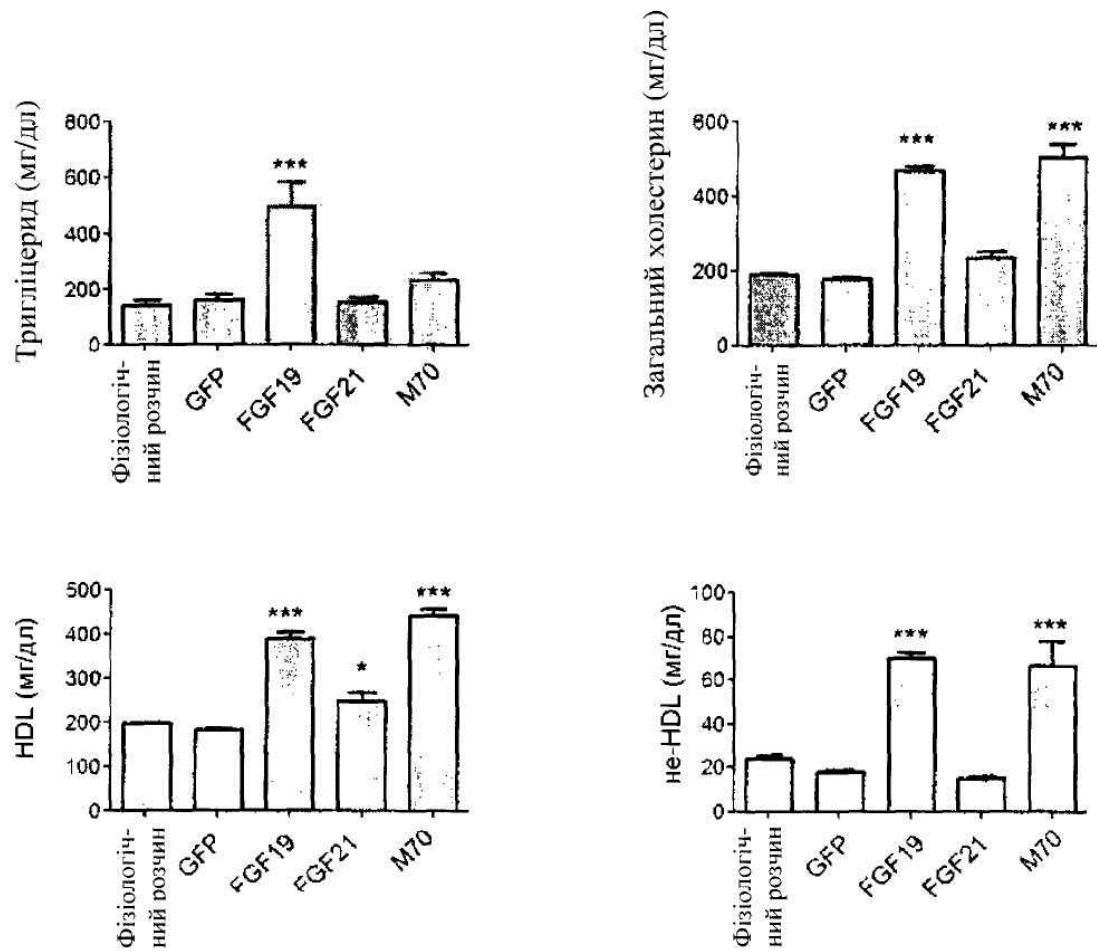 Тригліцерид (мг/дл)
800
600
400
200
0
***
Фізіологіч-
ний розчин
GFP
FGF19
FGF21
M70
Загальний холестерин (мг/дл)
600
400
200
0
***
***
Фізіологіч-
ний розчин
GFP
FGF19
FGF21
M70
HDL (мг/дл)
500
400
300
200
100
0
***
*
***
Фізіологіч-
ний розчин
GFP
FGF19
FGF21
M70
не-HDL (мг/дл)
100
80
60
40
20
0
***
***
Фізіологіч-
ний розчин
GFP
FGF19
FGF21
M70